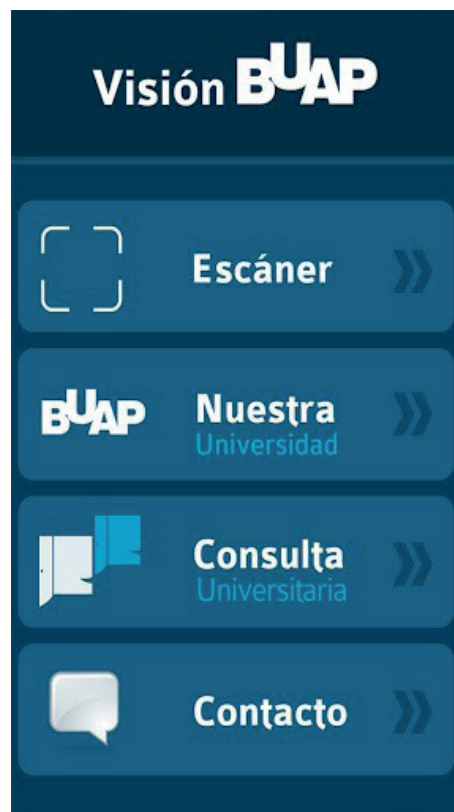 Visión BUAP
Escáner
BUAP
Nuestra
Universidad
Consulta
Universitaria
Contacto